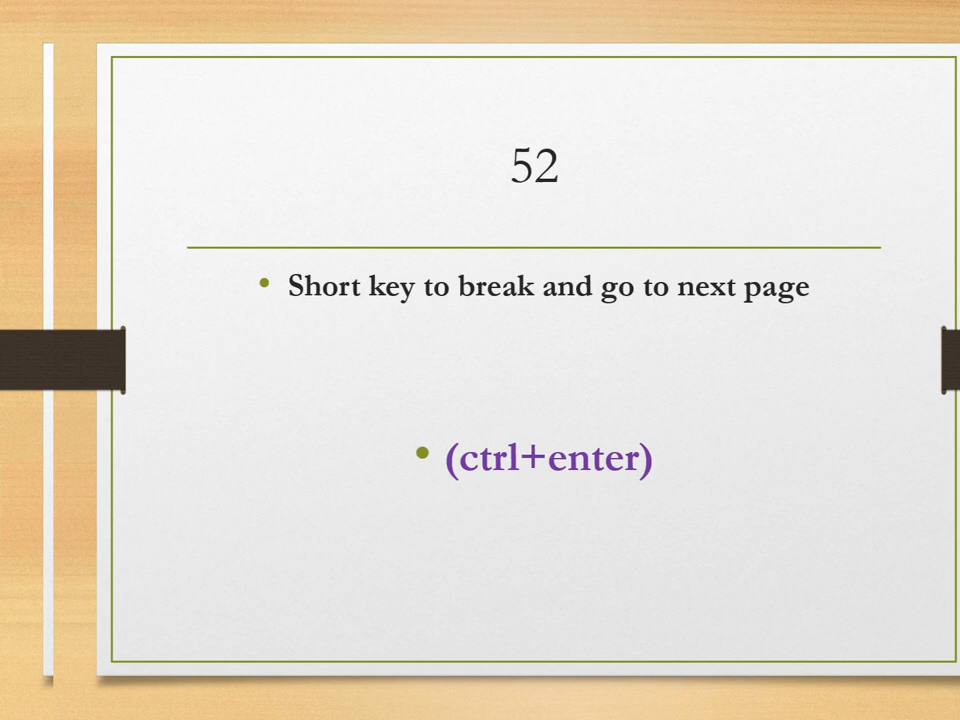 52
• Short key to break and go to next page
• (ctrl+enter)